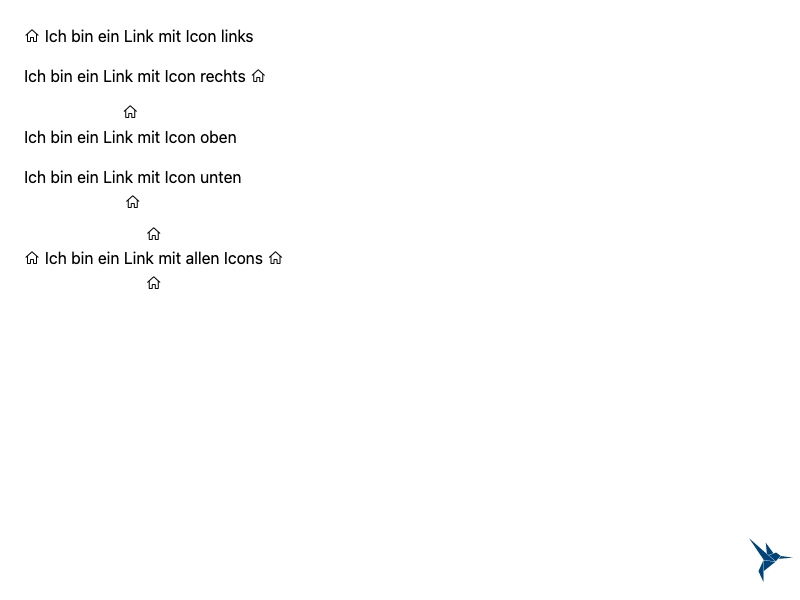 Ich bin ein Link mit Icon links
Ich bin ein Link mit Icon rechts
Ich bin ein Link mit Icon oben
Ich bin ein Link mit Icon unten
Ich bin ein Link mit allen Icons